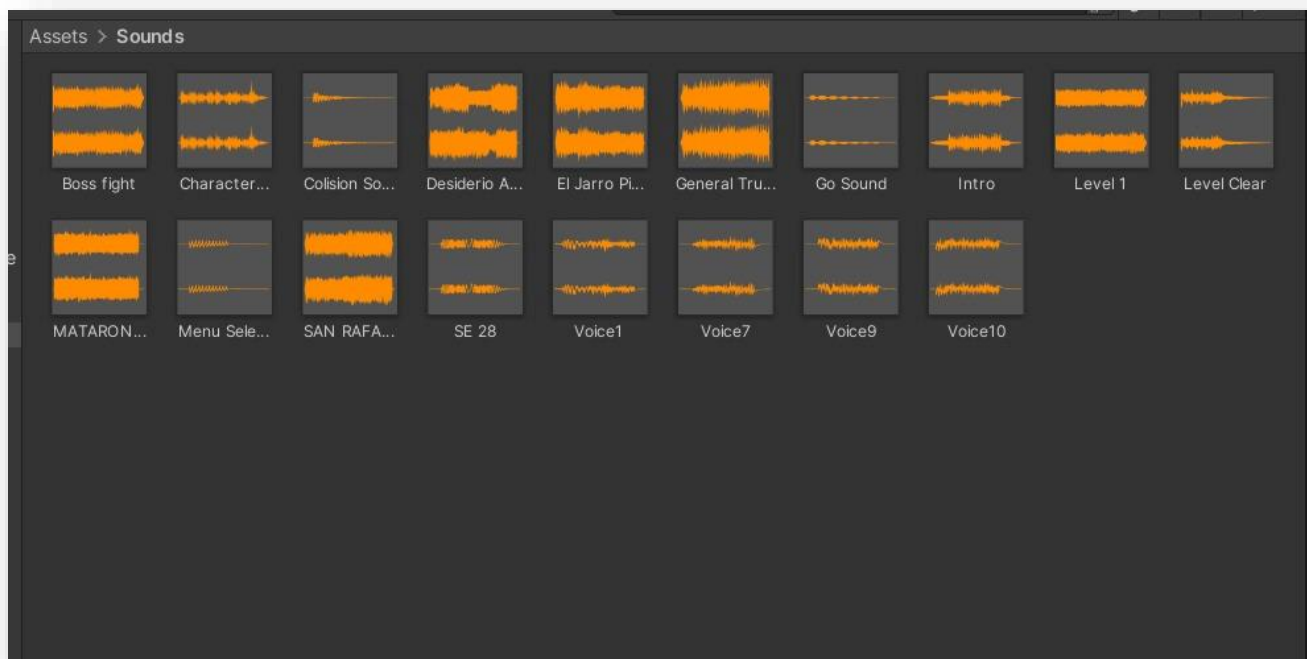 Assets > Sounds
Boss fight Character... Colision So... Desiderio A... El Jarro Pi... General Tru... Go Sound Intro Level 1 Level Clear
e
MATARON... Menu Sele... SAN RAFA... SE 28 Voice1 Voice7 Voice9 Voice10